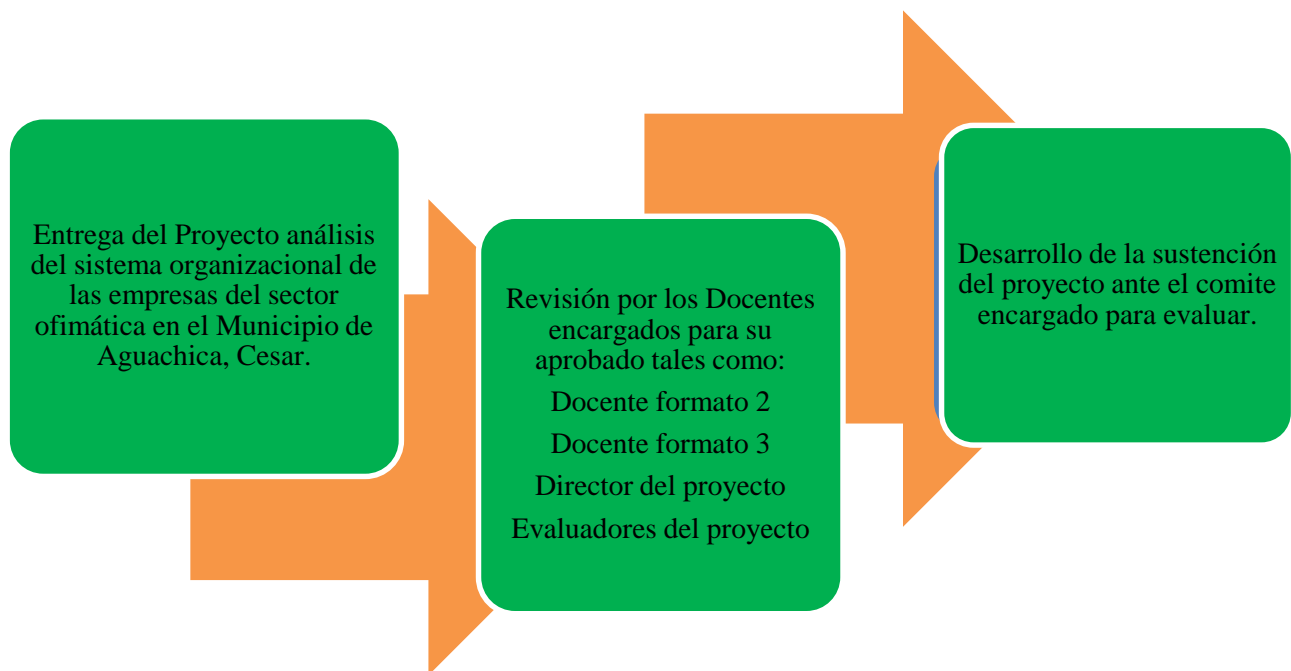 Entrega del Proyecto análisis
del sistema organizacional de
las empresas del sector
ofimática en el Municipio de
Aguachica, Cesar.
Revisión por los Docentes
encargados para su
aprobado tales como:
Docente formato 2
Docente formato 3
Director del proyecto
Evaluadores del proyecto
Desarrollo de la sustención
del proyecto ante el comite
encargado para evaluar.